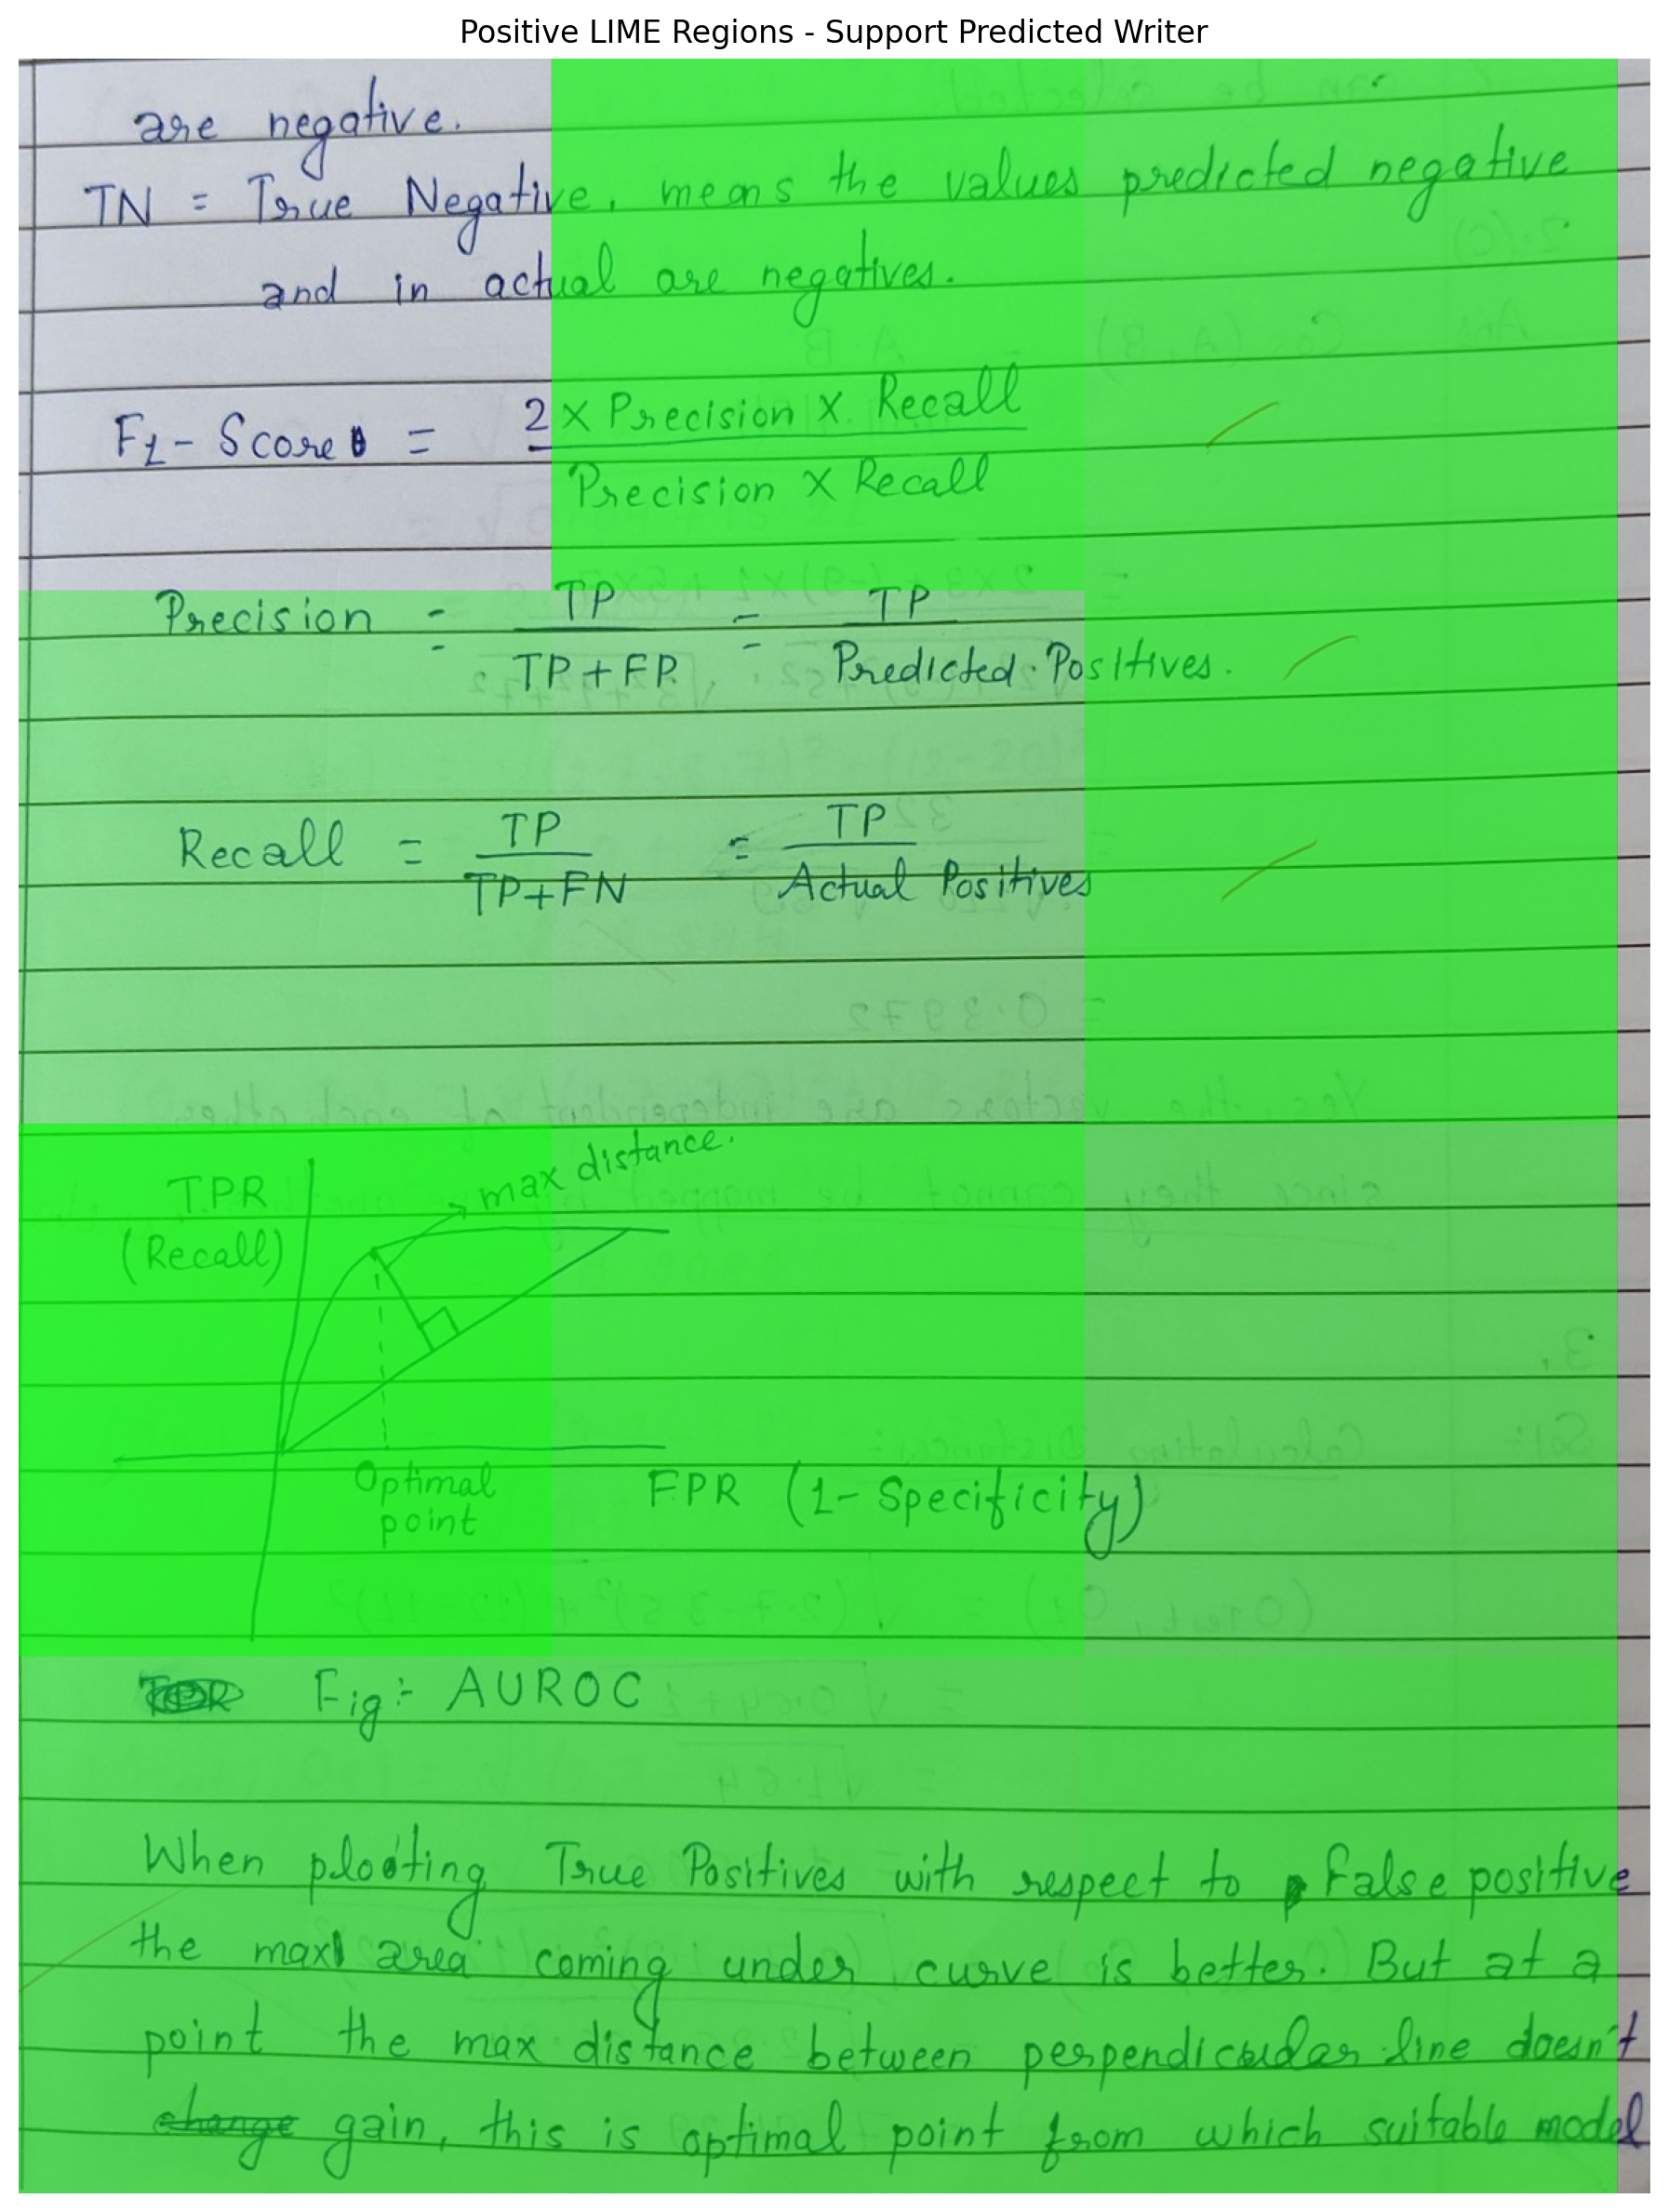 Positive LIME Regions - Support Predicted Writer
are negative.
TN = True Negative, means the values predicted negative
and in actual are negatives.
F1 - Score = 2 X Precision X Recall
Precision X Recall
Precision = TP = TP
TP + FP Predicted Positives.
Recall = TP = TP
TP+FN Actual Positives
max distance.
TPR
(Recall)
Optimal
point
FPR (1 - Specificity)
Fig:- AUROC
When plooting True Positives with respect to False positive
the max area coming under curve is better. But at a
point the max distance between perpendicular line doesn't
change gain, this is optimal point from which suitable model